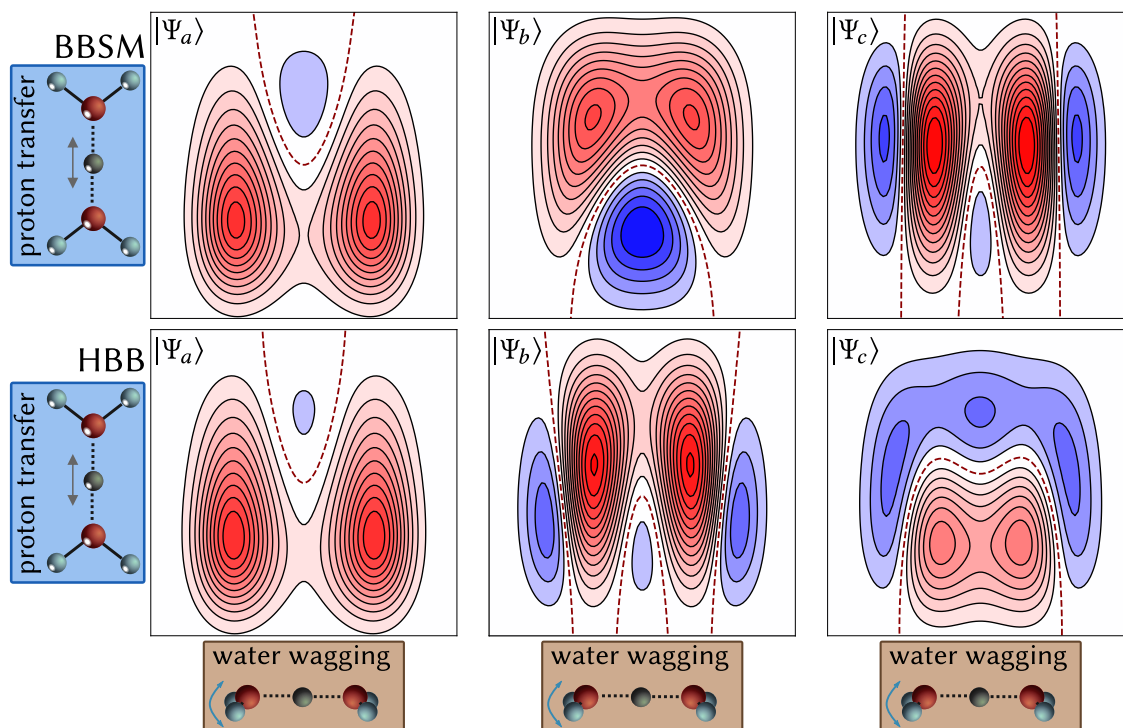 BBSM
proton transfer
|Ψa⟩
|Ψb⟩
|Ψc⟩
HBB
proton transfer
|Ψa⟩
|Ψb⟩
|Ψc⟩
water wagging
water wagging
water wagging